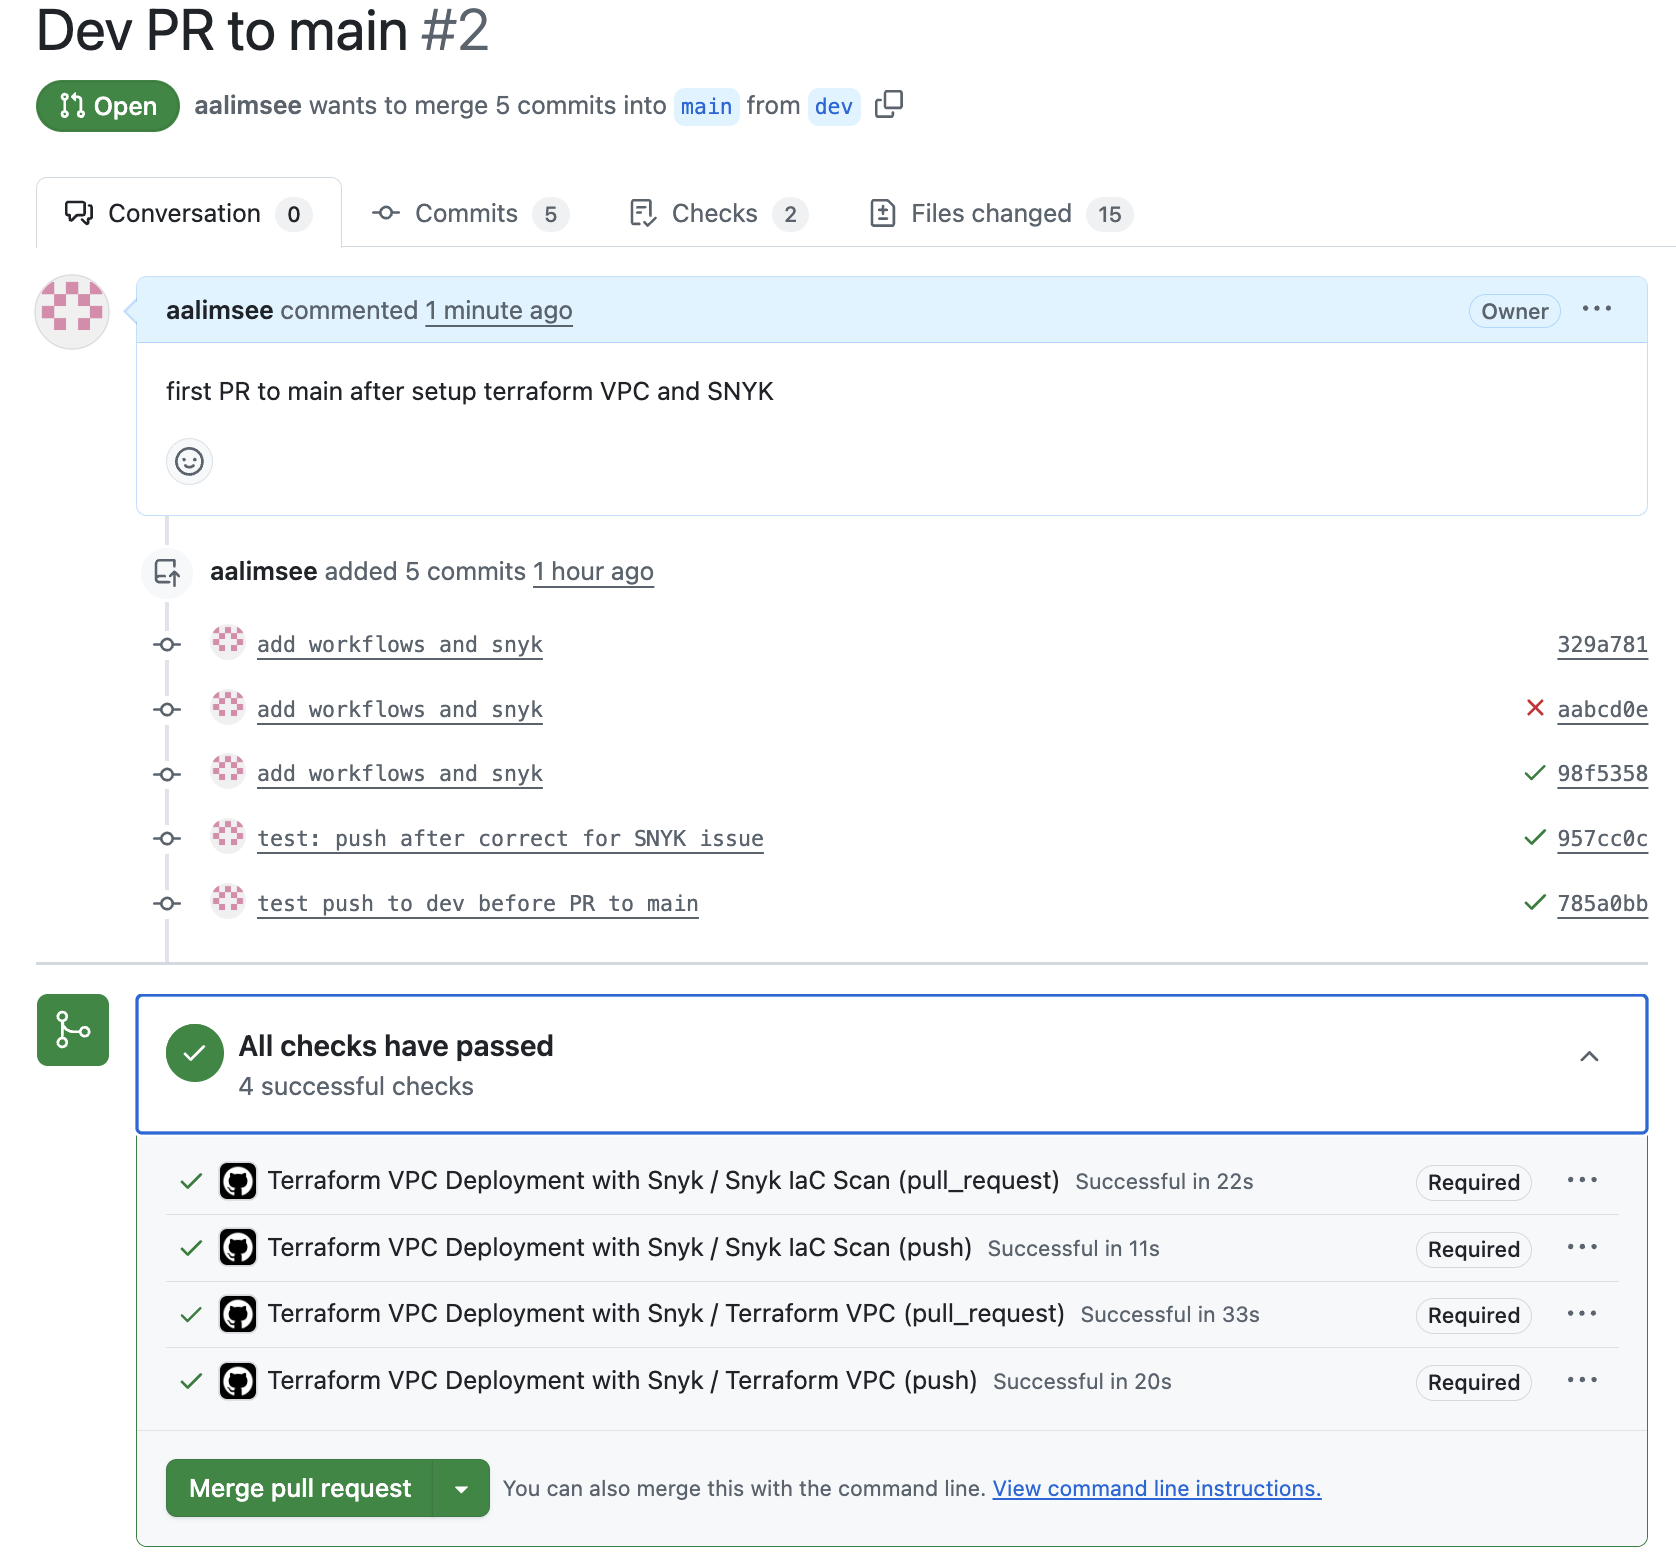 Dev PR to main #2
Open aalimsee wants to merge 5 commits into main from dev
Conversation 0 Commits 5 Checks 2 Files changed 15
aalimsee commented 1 minute ago Owner
first PR to main after setup terraform VPC and SNYK
aalimsee added 5 commits 1 hour ago
add workflows and snyk 329a781
add workflows and snyk aabcd0e
add workflows and snyk 98f5358
test: push after correct for SNYK issue 957cc0c
test push to dev before PR to main 785a0bb
All checks have passed
4 successful checks
Terraform VPC Deployment with Snyk / Snyk IaC Scan (pull_request) Successful in 22s Required
Terraform VPC Deployment with Snyk / Snyk IaC Scan (push) Successful in 11s Required
Terraform VPC Deployment with Snyk / Terraform VPC (pull_request) Successful in 33s Required
Terraform VPC Deployment with Snyk / Terraform VPC (push) Successful in 20s Required
Merge pull request You can also merge this with the command line. View command line instructions.